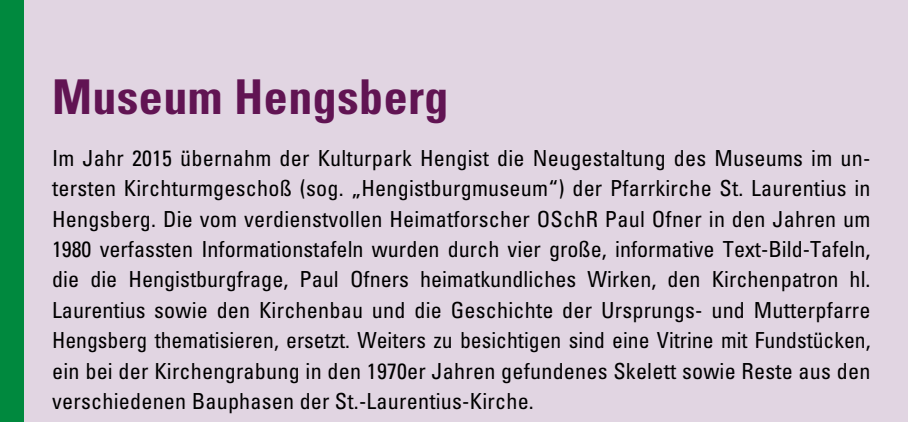 Museum Hengsberg
Im Jahr 2015 übernahm der Kulturpark Hengist die Neugestaltung des Museums im un-
tersten Kirchturmgeschoß (sog. „Hengistburgmuseum“) der Pfarrkirche St. Laurentius in
Hengsberg. Die vom verdienstvollen Heimatforscher OSchR Paul Ofner in den Jahren um
1980 verfassten Informationstafeln wurden durch vier große, informative Text-Bild-Tafeln,
die die Hengistburgfrage, Paul Ofners heimatkundliches Wirken, den Kirchenpatron hl.
Laurentius sowie den Kirchenbau und die Geschichte der Ursprungs- und Mutterpfarre
Hengsberg thematisieren, ersetzt. Weiters zu besichtigen sind eine Vitrine mit Fundstücken,
ein bei der Kirchengrabung in den 1970er Jahren gefundenes Skelett sowie Reste aus den
verschiedenen Bauphasen der St.-Laurentius-Kirche.